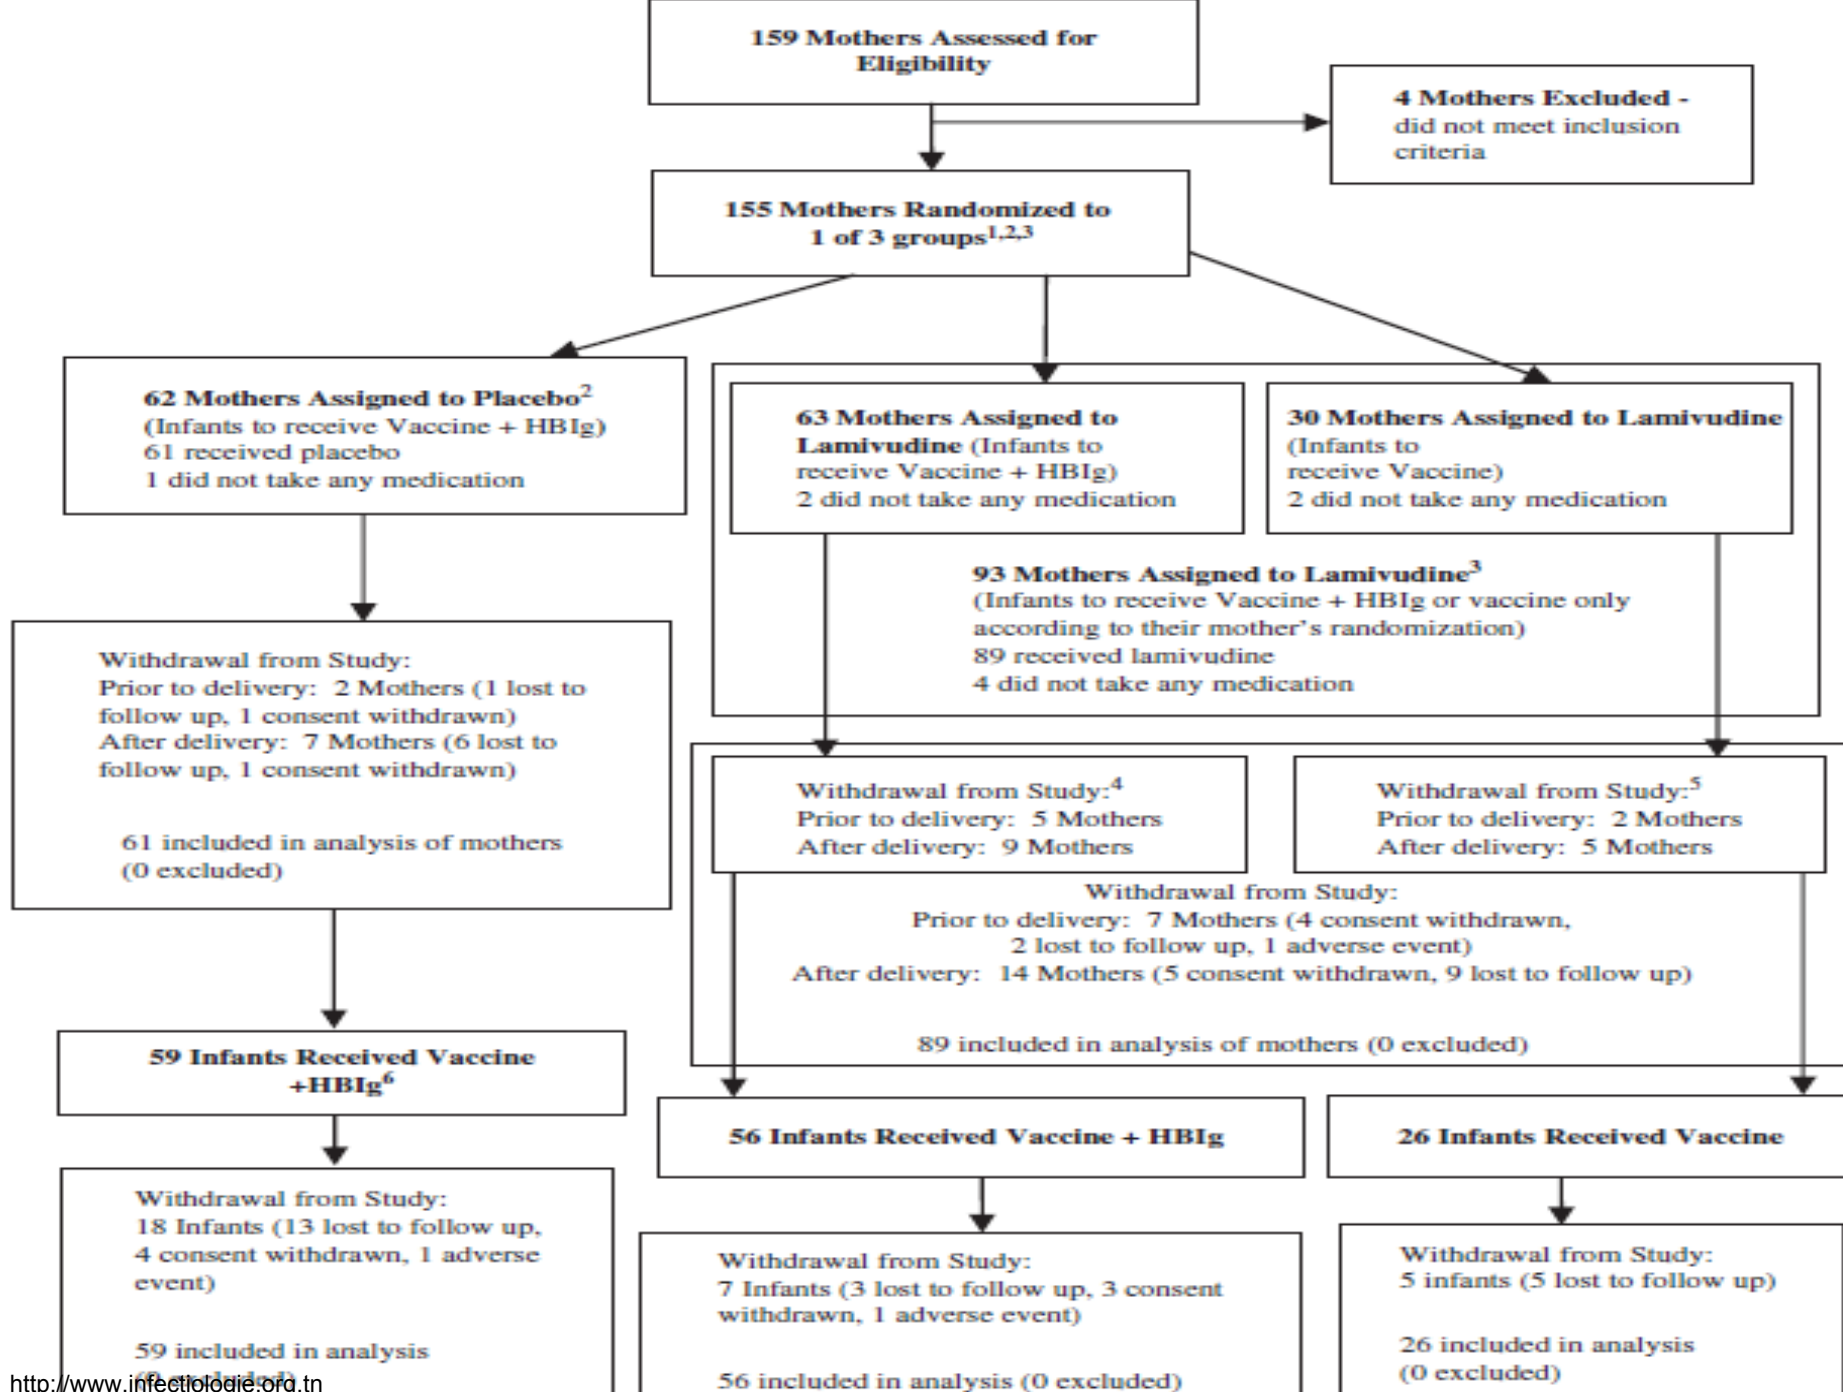 159 Mothers Assessed for
Eligibility
4 Mothers Excluded -
did not meet inclusion
criteria
155 Mothers Randomized to
1 of 3 groups1,2,3
62 Mothers Assigned to Placebo2
(Infants to receive Vaccine + HBIg)
61 received placebo
1 did not take any medication
63 Mothers Assigned to
Lamivudine (Infants to
receive Vaccine + HBIg)
2 did not take any medication
30 Mothers Assigned to Lamivudine
(Infants to
receive Vaccine)
2 did not take any medication
93 Mothers Assigned to Lamivudine3
(Infants to receive Vaccine + HBIg or vaccine only
according to their mother's randomization)
89 received lamivudine
4 did not take any medication
Withdrawal from Study:
Prior to delivery: 2 Mothers (1 lost to
follow up, 1 consent withdrawn)
After delivery: 7 Mothers (6 lost to
follow up, 1 consent withdrawn)
61 included in analysis of mothers
(0 excluded)
Withdrawal from Study:4
Prior to delivery: 5 Mothers
After delivery: 9 Mothers
Withdrawal from Study:5
Prior to delivery: 2 Mothers
After delivery: 5 Mothers
Withdrawal from Study:
Prior to delivery: 7 Mothers (4 consent withdrawn,
2 lost to follow up, 1 adverse event)
After delivery: 14 Mothers (5 consent withdrawn, 9 lost to follow up)
89 included in analysis of mothers (0 excluded)
59 Infants Received Vaccine
+HBIg6
56 Infants Received Vaccine + HBIg
26 Infants Received Vaccine
Withdrawal from Study:
18 Infants (13 lost to follow up,
4 consent withdrawn, 1 adverse
event)
59 included in analysis
(0 excluded)
Withdrawal from Study:
7 Infants (3 lost to follow up, 3 consent
withdrawn, 1 adverse event)
56 included in analysis (0 excluded)
Withdrawal from Study:
5 infants (5 lost to follow up)
26 included in analysis
(0 excluded)
http://www.infectiologie.org.tn